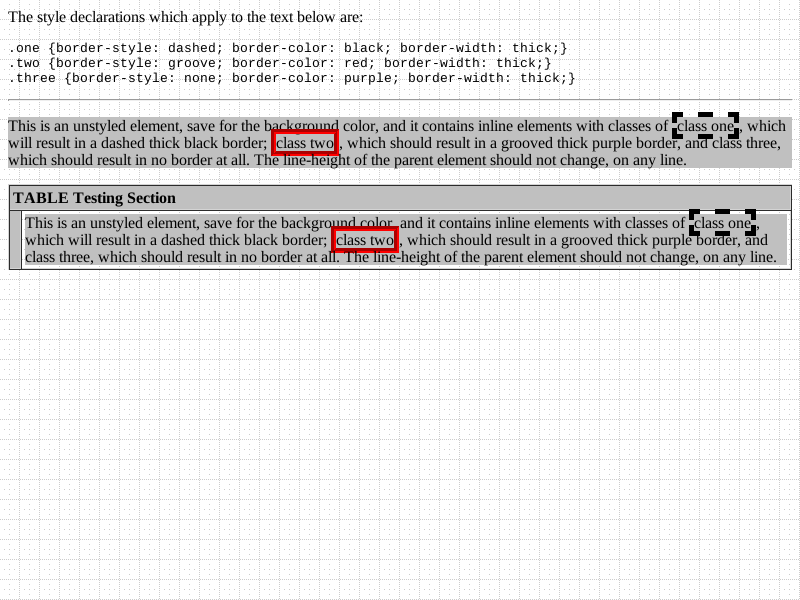 The style declarations which apply to the text below are:
.one {border-style: dashed; border-color: black; border-width: thick;}
.two {border-style: groove; border-color: red; border-width: thick;}
.three {border-style: none; border-color: purple; border-width: thick;}
This is an unstyled element, save for the background color, and it contains inline elements with classes of class one, which
will result in a dashed thick black border; class two, which should result in a grooved thick purple border, and class three,
which should result in no border at all. The line-height of the parent element should not change, on any line.
TABLE Testing Section
This is an unstyled element, save for the background color, and it contains inline elements with classes of class one,
which will result in a dashed thick black border; class two, which should result in a grooved thick purple border, and
class three, which should result in no border at all. The line-height of the parent element should not change, on any line.